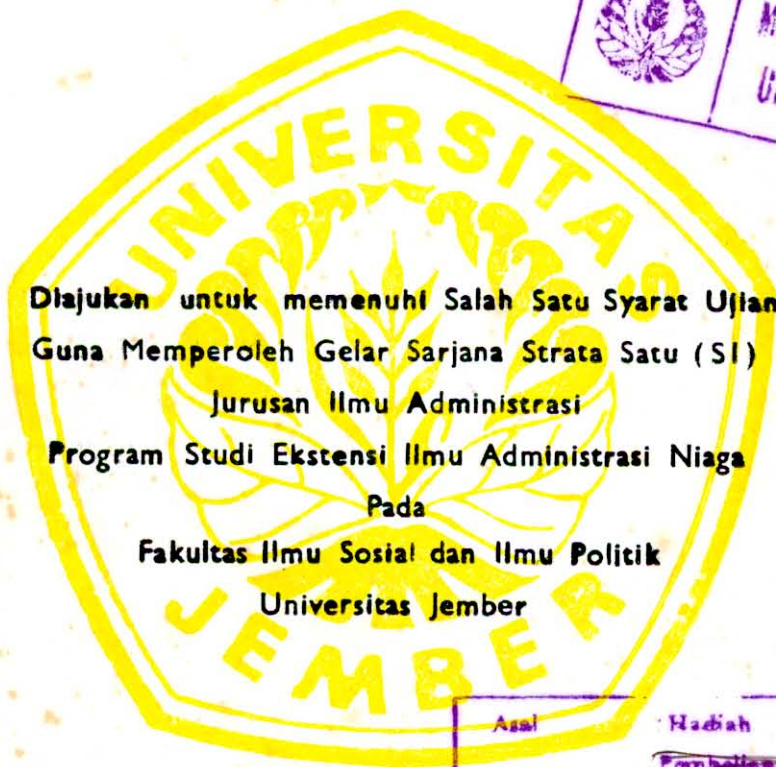 UNIVERSITAS
Diajukan untuk memenuhi Salah Satu Syarat Ujian
Guna Memperoleh Gelar Sarjana Strata Satu (SI)
Jurusan Ilmu Administrasi
Program Studi Ekstensi Ilmu Administrasi Niaga
Pada
Fakultas Ilmu Sosial dan Ilmu Politik
Universitas Jember
JEMBER
Asal Hadiah